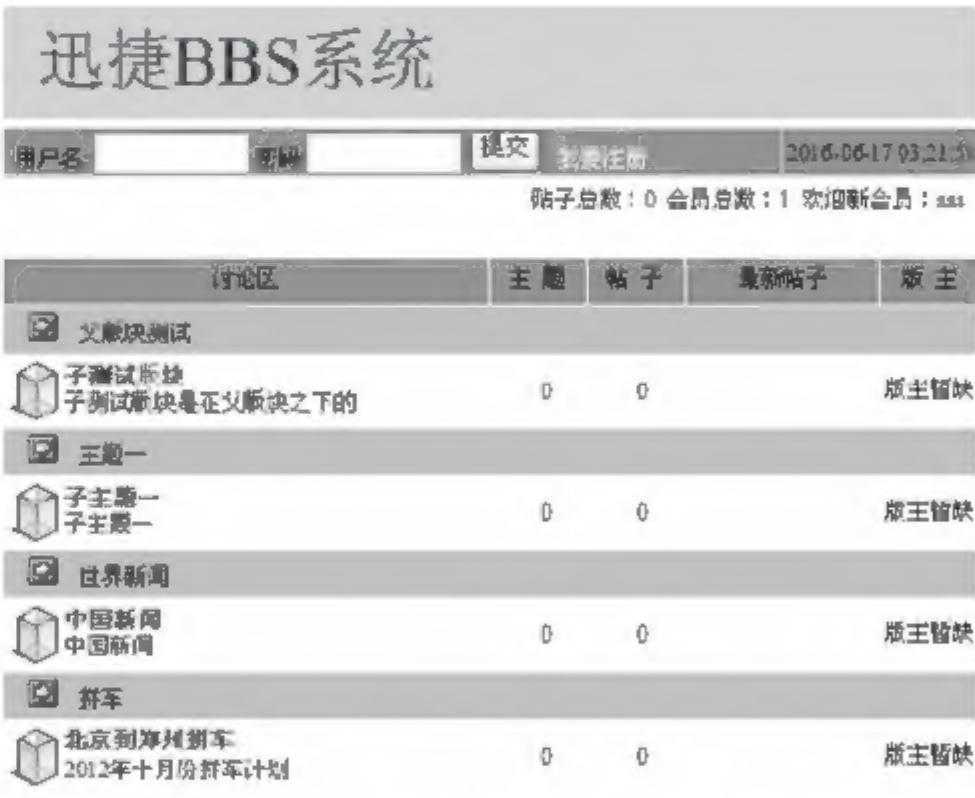 迅捷BBS系统
用户名 密码 提交 我要注册 2016-06-17 03:21:
帖子总数：0 会员总数：1 欢迎新会员：sss
讨论区 主 题 帖 子 最新帖子 版 主
父版块测试
子测试版块
子测试版块是在父版块之下的 0 0 版主暂缺
主题一
子主题一
子主题一 0 0 版主暂缺
世界新闻
中国新闻
中国新闻 0 0 版主暂缺
拼车
北京到郑州拼车
2012年十月份拼车计划 0 0 版主暂缺